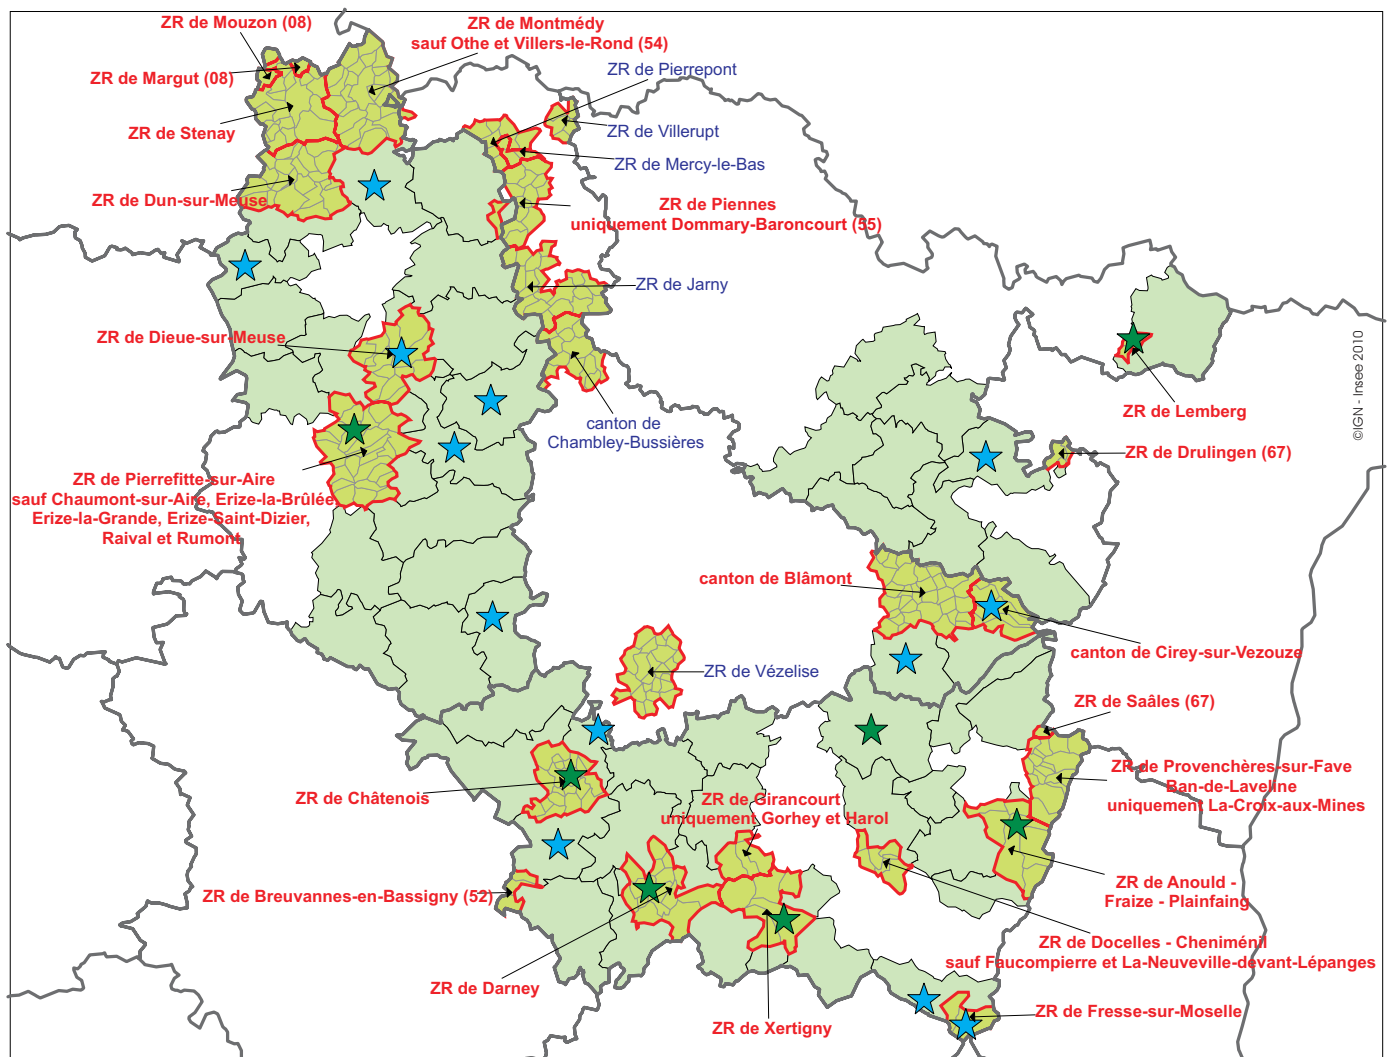 ZR de Mouzon (08)
ZR de Montmédy
sauf Othe et Villers-le-Rond (54)
ZR de Margut (08)
ZR de Pierrepont
ZR de Stenay
ZR de Villerupt
ZR de Mercy-le-Bas
ZR de Dun-sur-Meuse
ZR de Piennes
uniquement Dommary-Baroncourt (55)
ZR de Jarny
ZR de Dieue-sur-Meuse
©IGN - Insee 2010
canton de
Chambley-Bussières
ZR de Lemberg
ZR de Drulingen (67)
ZR de Pierrefitte-sur-Aire
sauf Chaumont-sur-Aire, Erize-la-Brûlée
Erize-la-Grande, Erize-Saint-Dizier,
Raival et Rumont
canton de Blâmont
canton de Cirey-sur-Vezouze
ZR de Vézelise
ZR de Saâles (67)
ZR de Provenchères-sur-Fave
Ban-de-Laveline
uniquement La-Croix-aux-Mines
ZR de Châtenois
ZR de Girancourt
uniquement Gorhey et Harol
ZR de Breuvannes-en-Bassigny (52)
ZR de Anould -
Fraize - Plainfaing
ZR de Docelles - Cheniménil
sauf Faucompierre et La-Neuveville-devant-Lépanges
ZR de Darney
ZR de Xertigny
ZR de Fresse-sur-Moselle